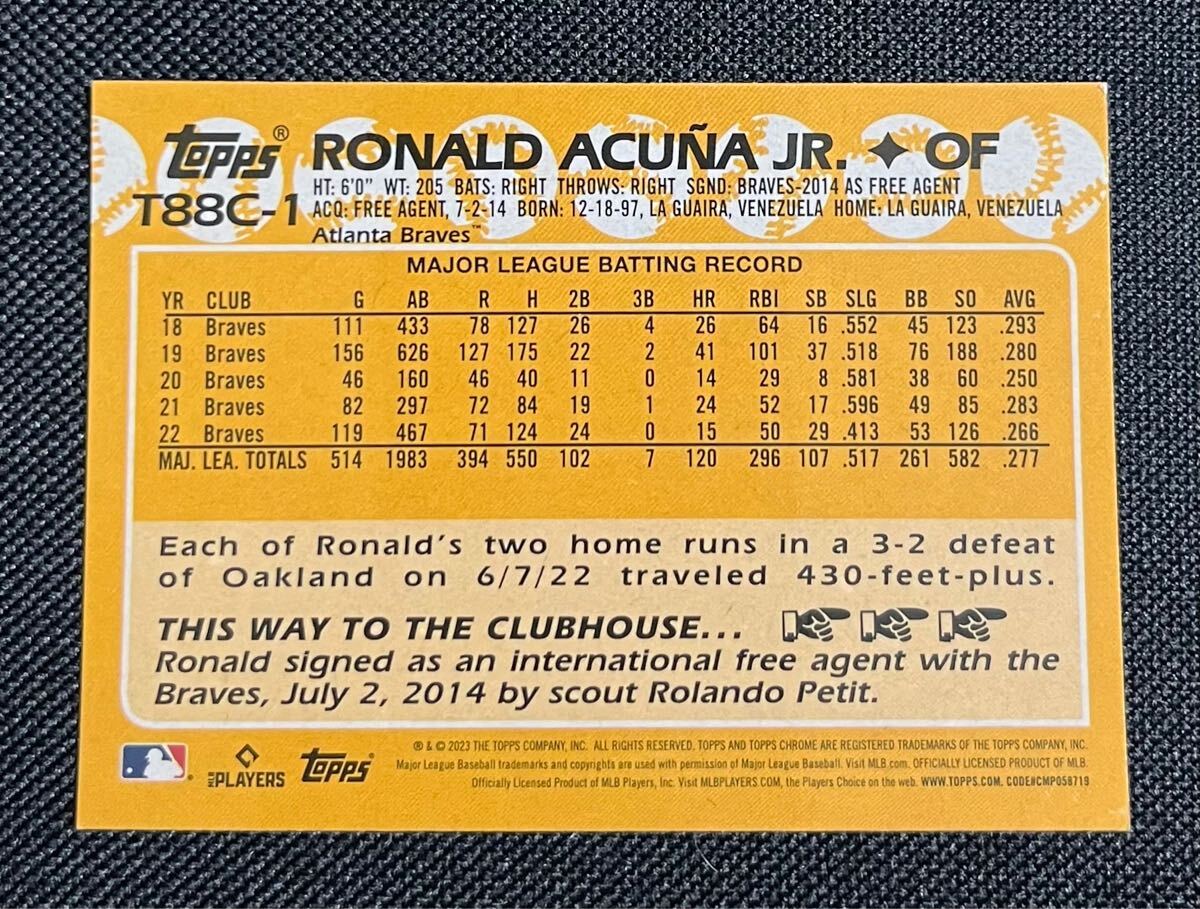 Topps® RONALD ACUÑA JR. ✦ OF
T88C-1
HT: 6'0" WT: 205 BATS: RIGHT THROWS: RIGHT SGND: BRAVES-2014 AS FREE AGENT
ACQ: FREE AGENT, 7-2-14 BORN: 12-18-97, LA GUAIRA, VENEZUELA HOME: LA GUAIRA, VENEZUELA
Atlanta Braves™
MAJOR LEAGUE BATTING RECORD
YR CLUB G AB R H 2B 3B HR RBI SB SLG BB SO AVG
18 Braves 111 433 78 127 26 4 26 64 16 .552 45 123 .293
19 Braves 156 626 127 175 22 2 41 101 37 .518 76 188 .280
20 Braves 46 160 46 40 11 0 14 29 8 .581 38 60 .250
21 Braves 82 297 72 84 19 1 24 52 17 .596 49 85 .283
22 Braves 119 467 71 124 24 0 15 50 29 .413 53 126 .266
MAJ. LEA. TOTALS 514 1983 394 550 102 7 120 296 107 .517 261 582 .277
Each of Ronald's two home runs in a 3-2 defeat
of Oakland on 6/7/22 traveled 430-feet-plus.
THIS WAY TO THE CLUBHOUSE...
Ronald signed as an international free agent with the
Braves, July 2, 2014 by scout Rolando Petit.
MLB PLAYERS
Topps®
® & © 2023 THE TOPPS COMPANY, INC. ALL RIGHTS RESERVED. TOPPS AND TOPPS CHROME ARE REGISTERED TRADEMARKS OF THE TOPPS COMPANY, INC.
Major League Baseball trademarks and copyrights are used with permission of Major League Baseball. Visit MLB.com. OFFICIALLY LICENSED PRODUCT OF MLB.
Officially Licensed Product of MLB Players, Inc. Visit MLBPLAYERS.COM, the Players Choice on the web. WWW.TOPPS.COM. CODE#CMP058719